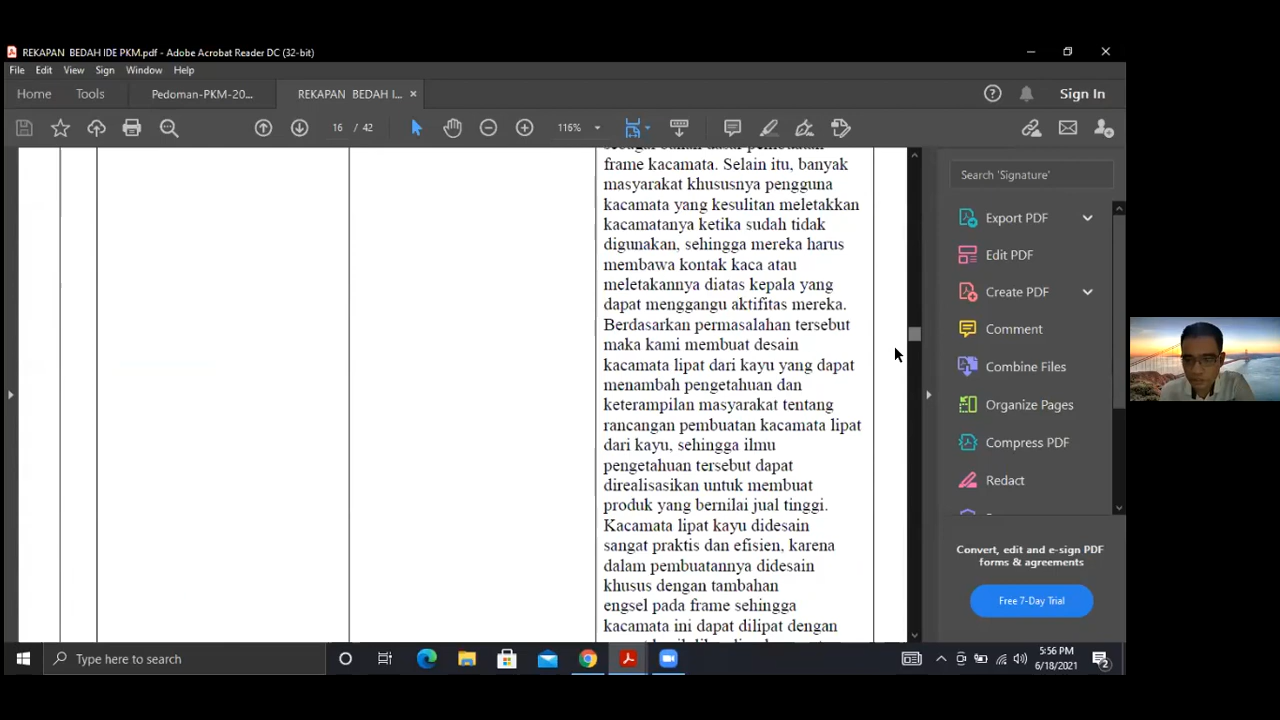 REKAPAN BEDAH IDE PKM.pdf - Adobe Acrobat Reader DC (32-bit)
File Edit View Sign Window Help
Home Tools Pedoman-PKM-20... REKAPAN BEDAH I... × Sign In
16 / 42 116%
sebagai bahan dasar pembuatan
frame kacamata. Selain itu, banyak
masyarakat khususnya pengguna
kacamata yang kesulitan meletakkan
kacamatanya ketika sudah tidak
digunakan, sehingga mereka harus
membawa kontak kaca atau
meletakannya diatas kepala yang
dapat menggangu aktifitas mereka.
Berdasarkan permasalahan tersebut
maka kami membuat desain
kacamata lipat dari kayu yang dapat
menambah pengetahuan dan
keterampilan masyarakat tentang
rancangan pembuatan kacamata lipat
dari kayu, sehingga ilmu
pengetahuan tersebut dapat
direalisasikan untuk membuat
produk yang bernilai jual tinggi.
Kacamata lipat kayu didesain
sangat praktis dan efisien, karena
dalam pembuatannya didesain
khusus dengan tambahan
engsel pada frame sehingga
kacamata ini dapat dilipat dengan
Search 'Signature'
Export PDF
Edit PDF
Create PDF
Comment
Combine Files
Organize Pages
Compress PDF
Redact
Convert, edit and e-sign PDF
forms & agreements
Free 7-Day Trial
Type here to search
5:56 PM
6/18/2021
2